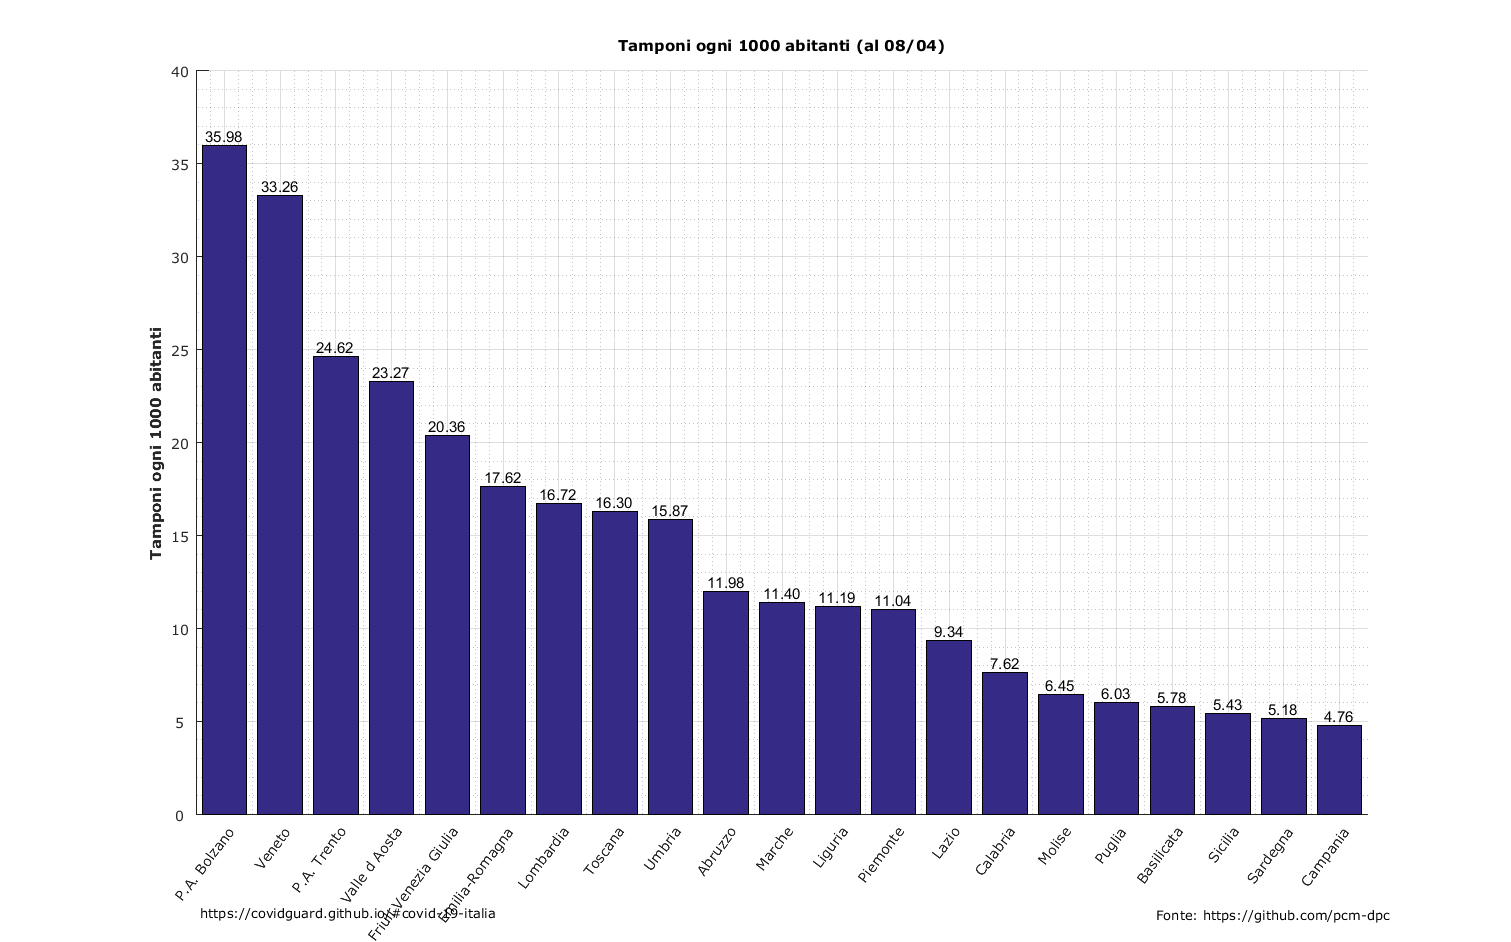 Tamponi ogni 1000 abitanti (al 08/04)
Tamponi ogni 1000 abitanti
40
35
30
25
20
15
10
5
0
35.98
33.26
24.62
23.27
20.36
17.62
16.72
16.30
15.87
11.98
11.40
11.19
11.04
9.34
7.62
6.45
6.03
5.78
5.43
5.18
4.76
P.A. Bolzano
Veneto
P.A. Trento
Valle d Aosta
Friuli Venezia Giulia
Emilia-Romagna
Lombardia
Toscana
Umbria
Abruzzo
Marche
Liguria
Piemonte
Lazio
Calabria
Molise
Puglia
Basilicata
Sicilia
Sardegna
Campania
https://covidguard.github.io/#covid-19-italia
Fonte: https://github.com/pcm-dpc